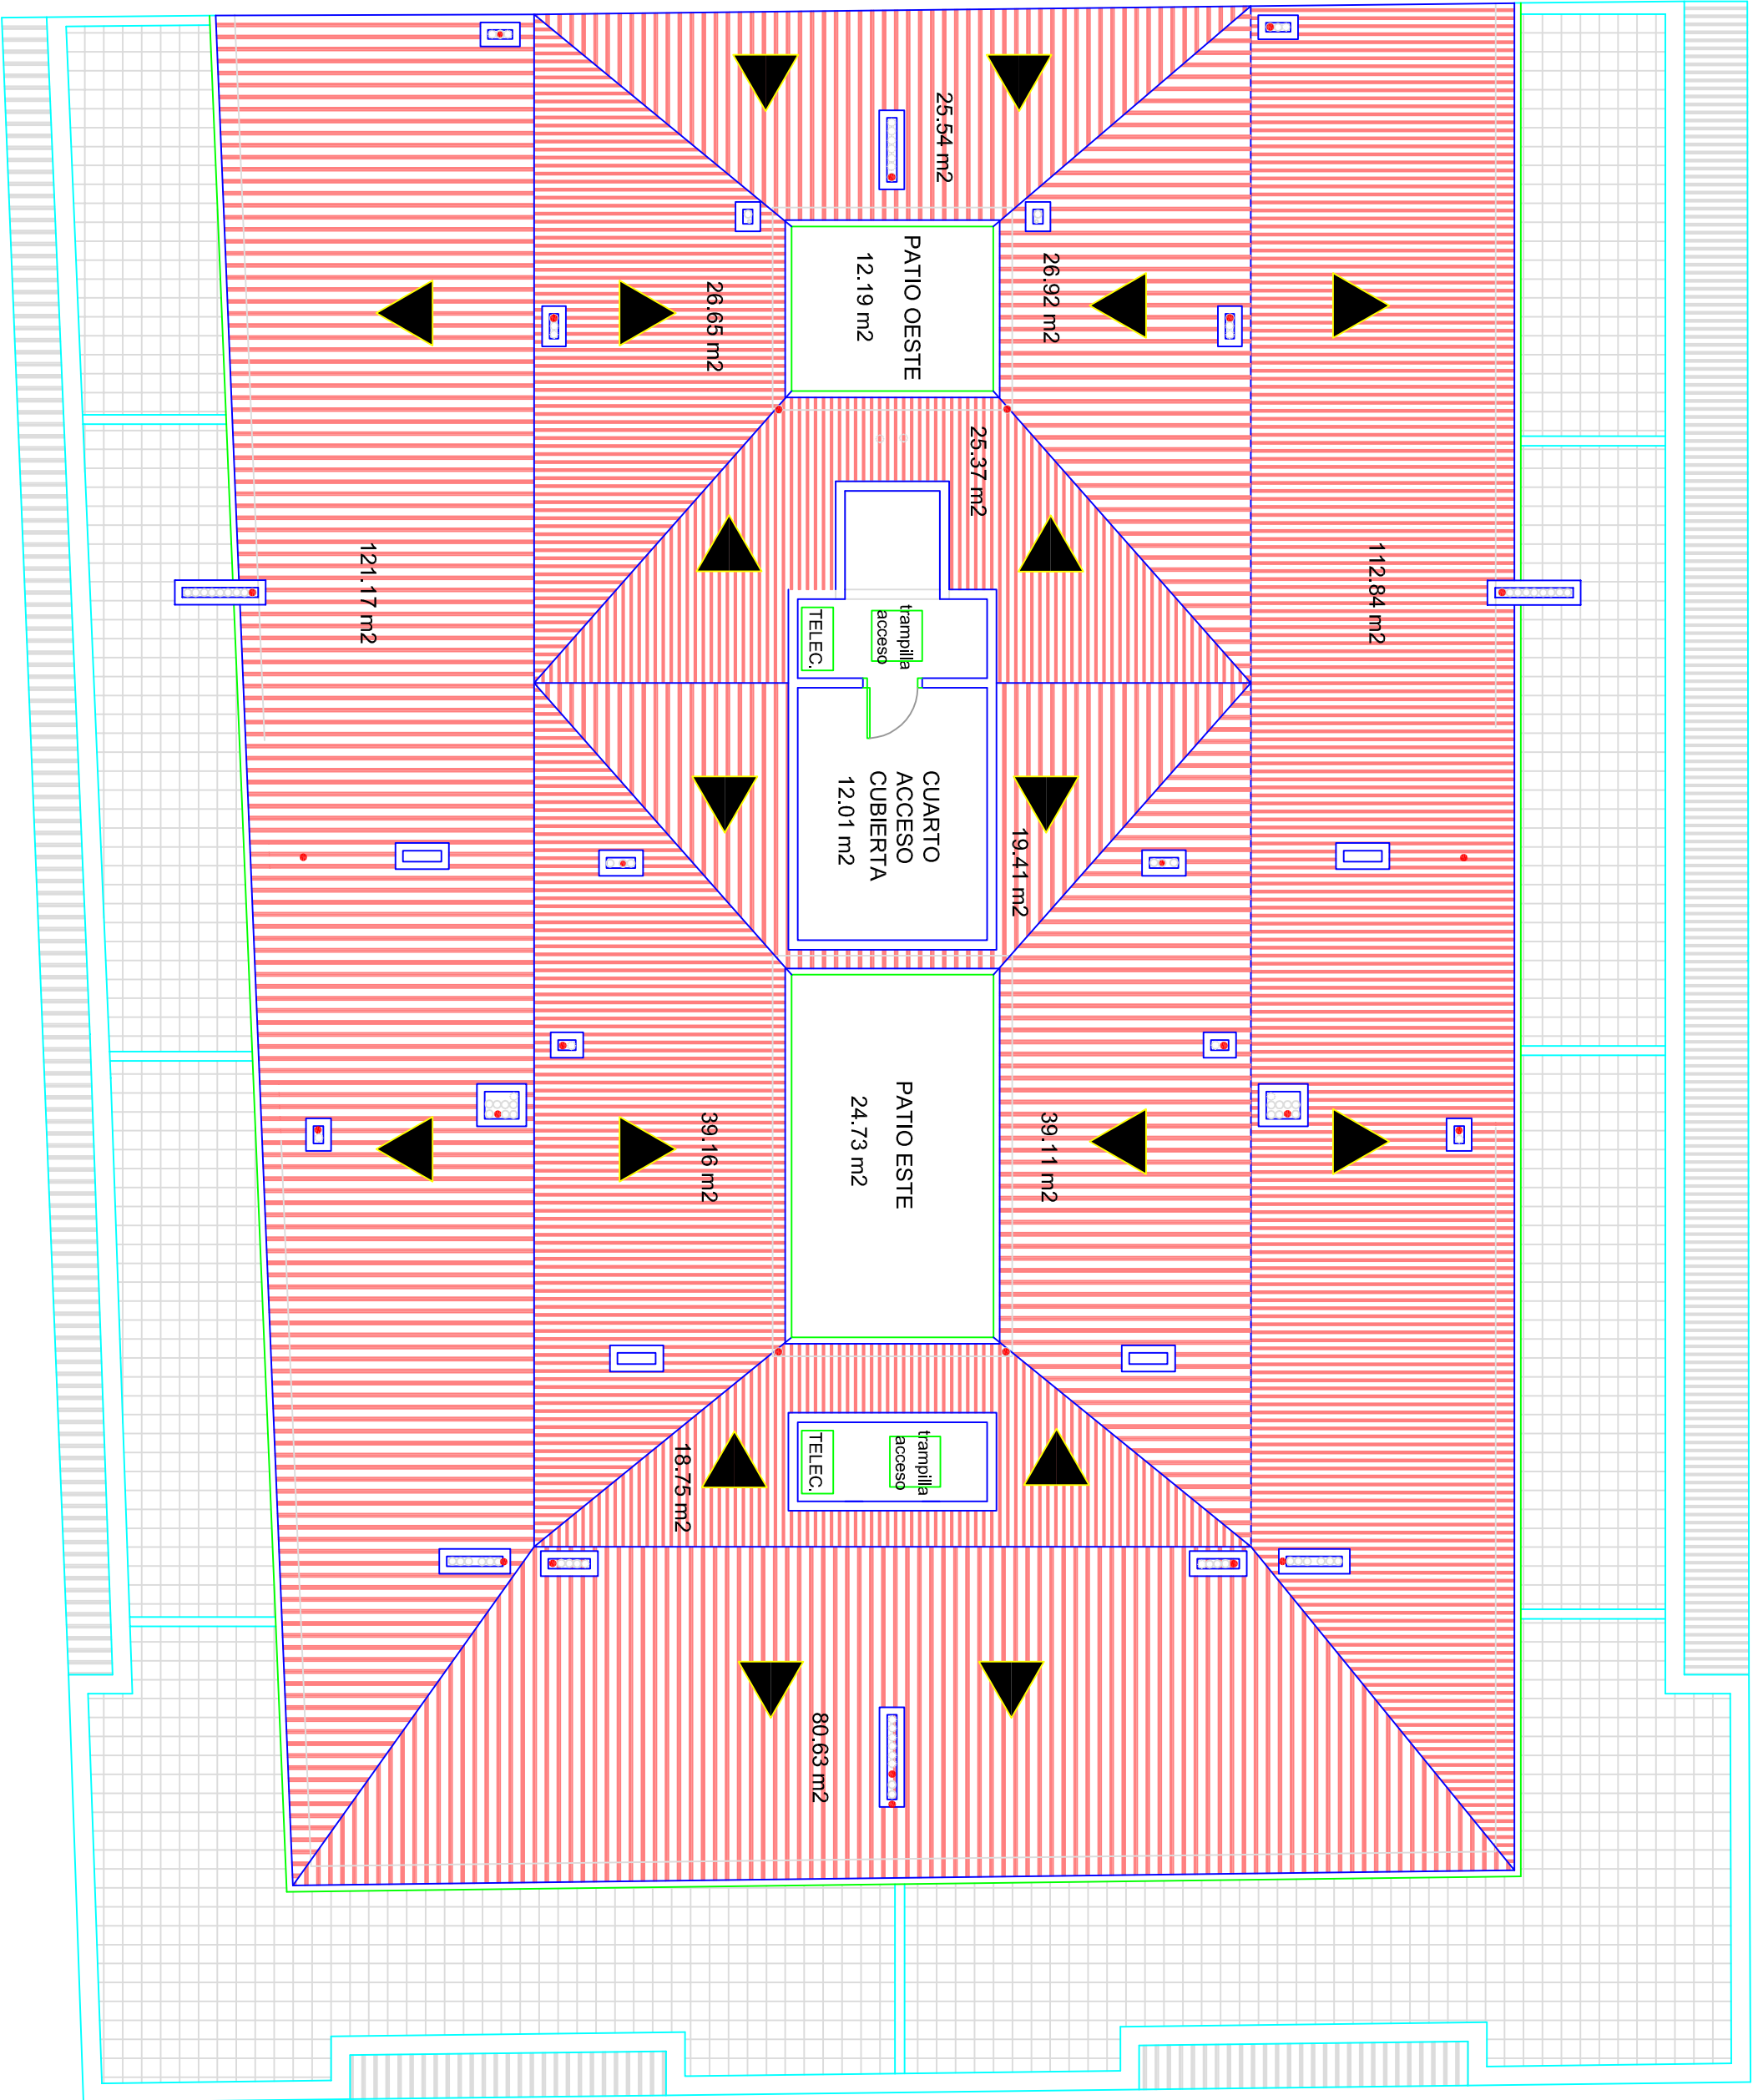 25.54 m2
PATIO OESTE
12.19 m2
26.92 m2
26.65 m2
25.37 m2
112.84 m2
121.17 m2
trampilla
acceso
TELEC.
CUARTO
ACCESO
CUBIERTA
12.01 m2
19.41 m2
PATIO ESTE
24.73 m2
39.11 m2
39.16 m2
trampilla
acceso
TELEC.
18.75 m2
80.63 m2